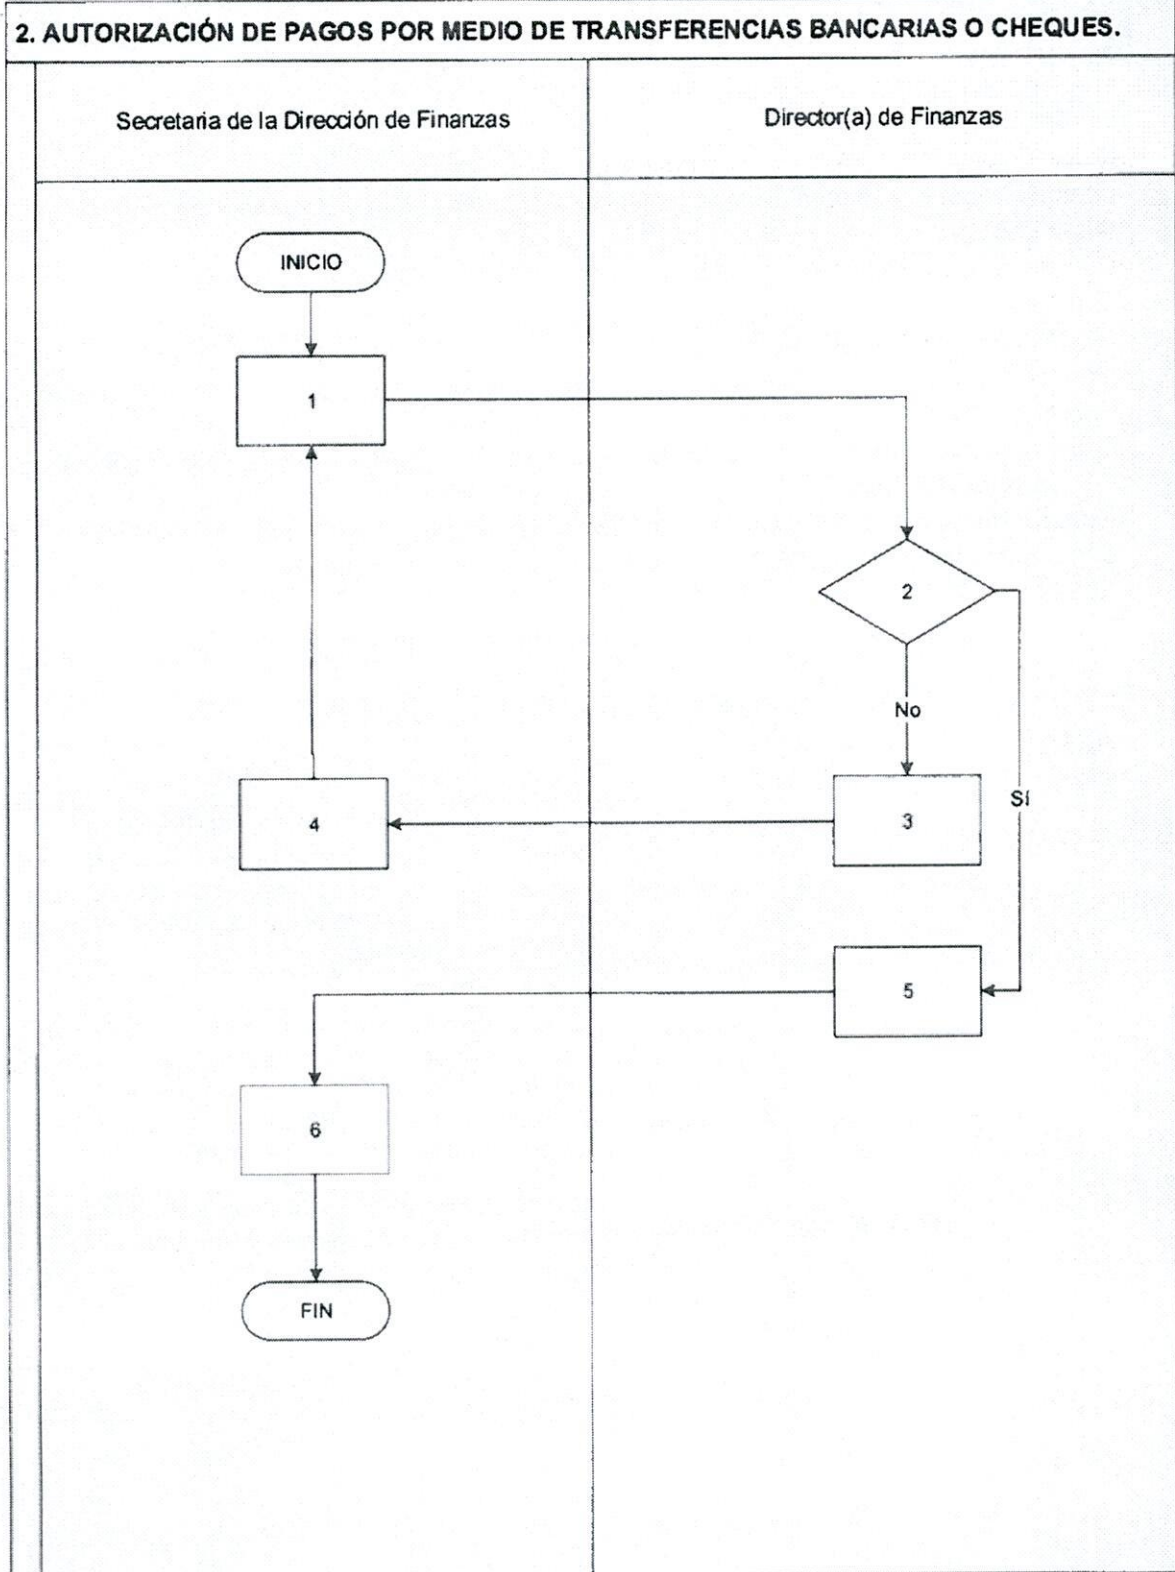 2. AUTORIZACIÓN DE PAGOS POR MEDIO DE TRANSFERENCIAS BANCARIAS O CHEQUES.
Secretaria de la Dirección de Finanzas
Director(a) de Finanzas
INICIO
1
2
No
Sí
4
3
5
6
FIN